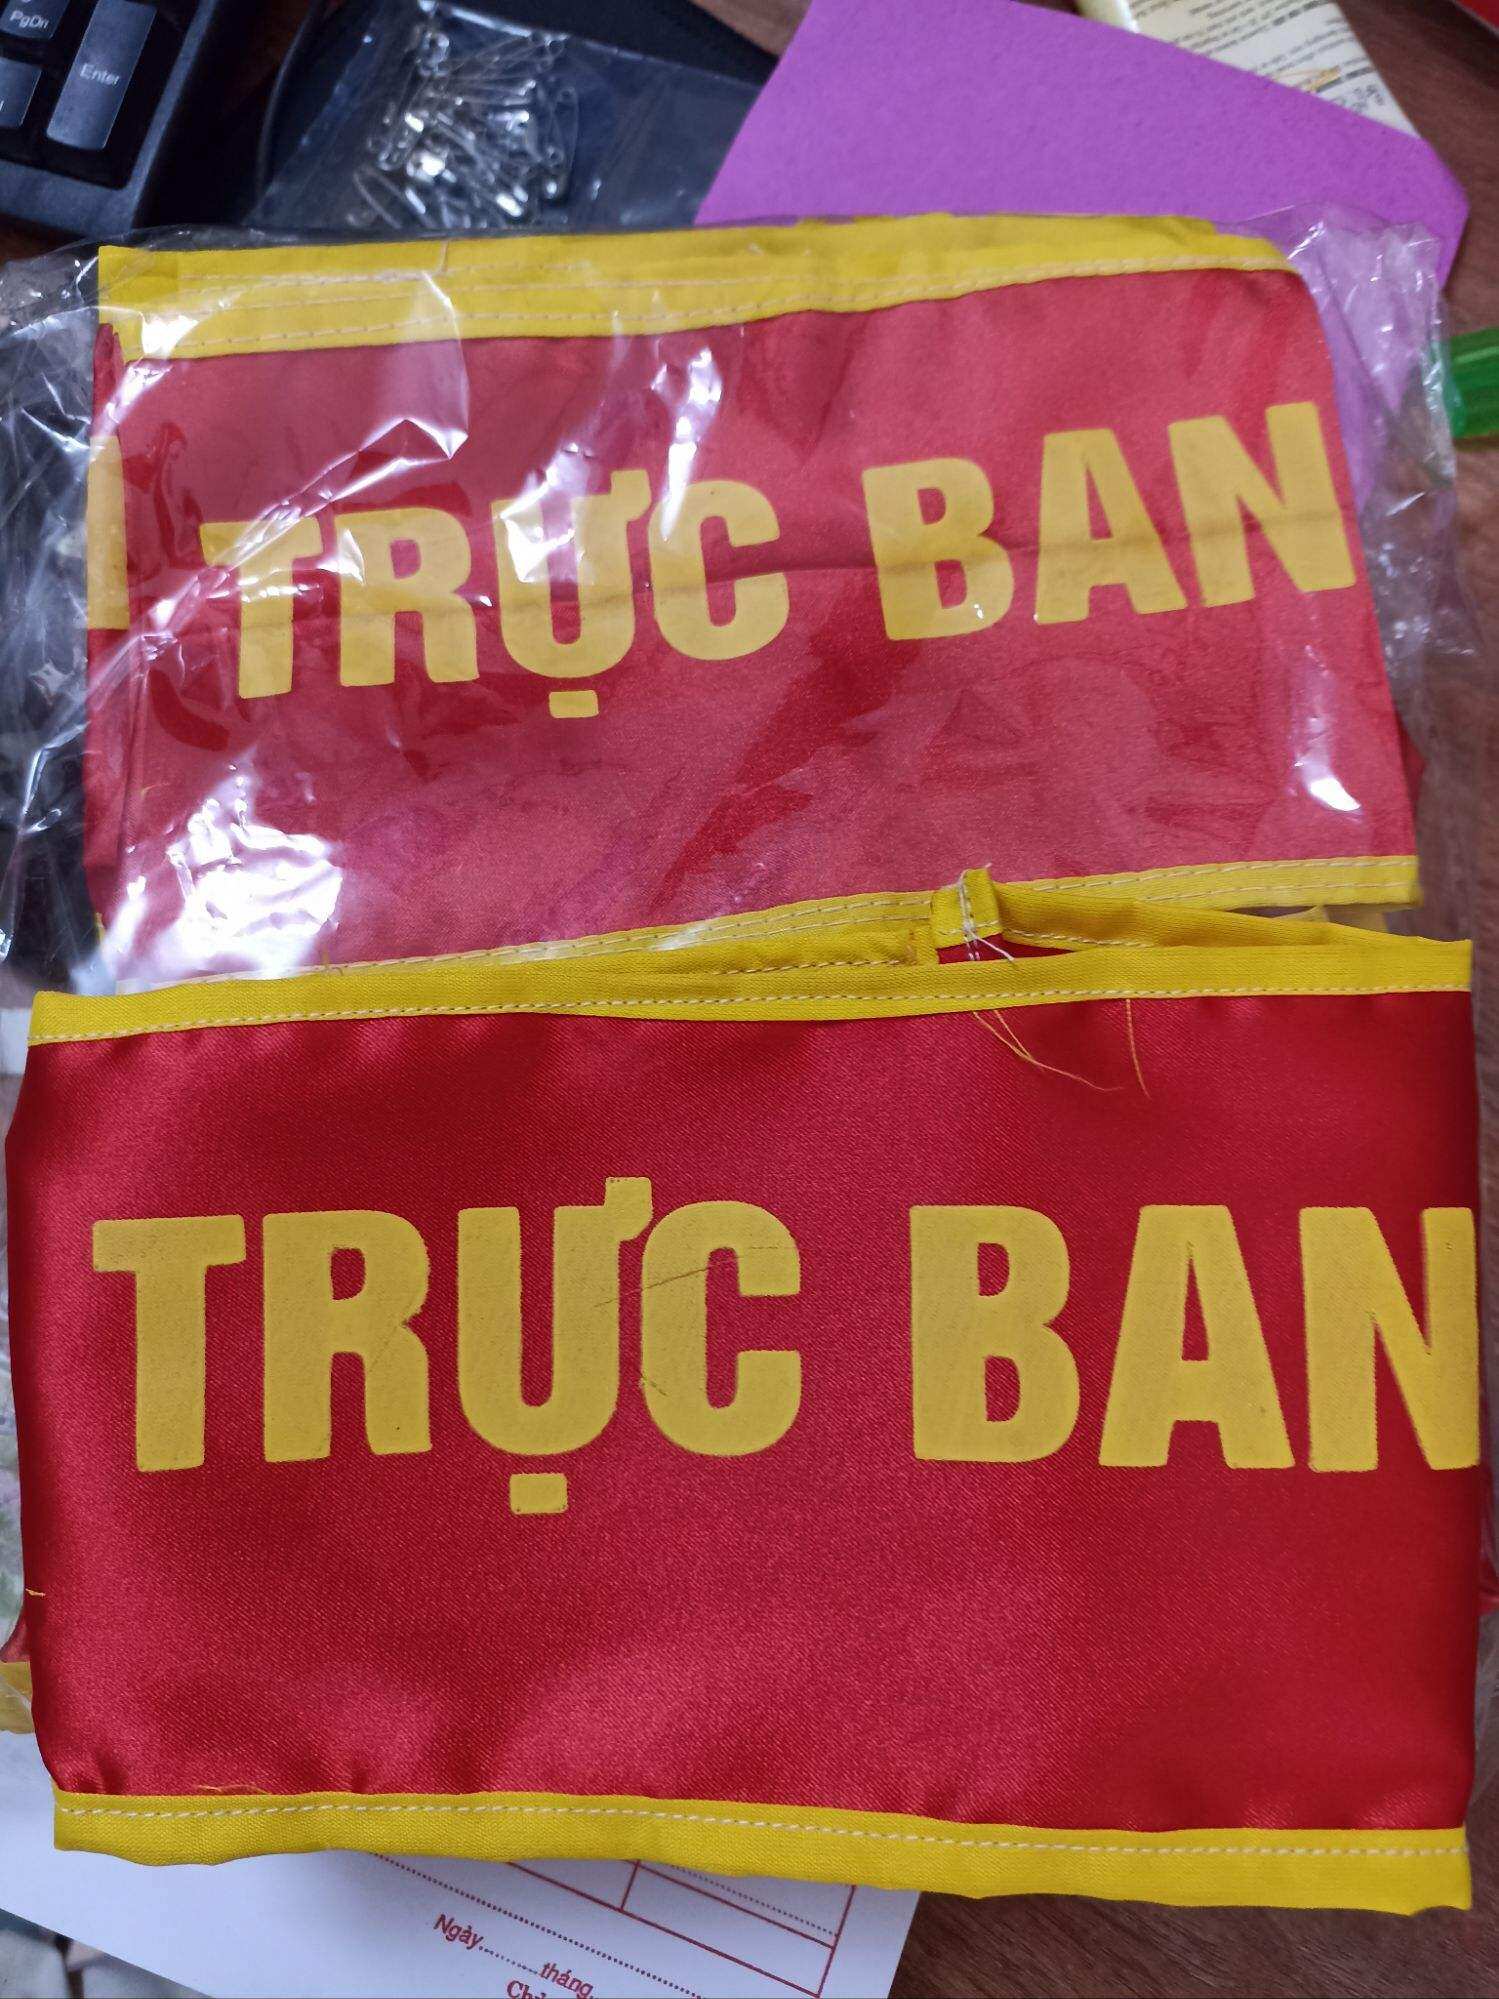 PgDn
Enter
TRỰC BAN
TRỰC BAN
Ngày..........tháng